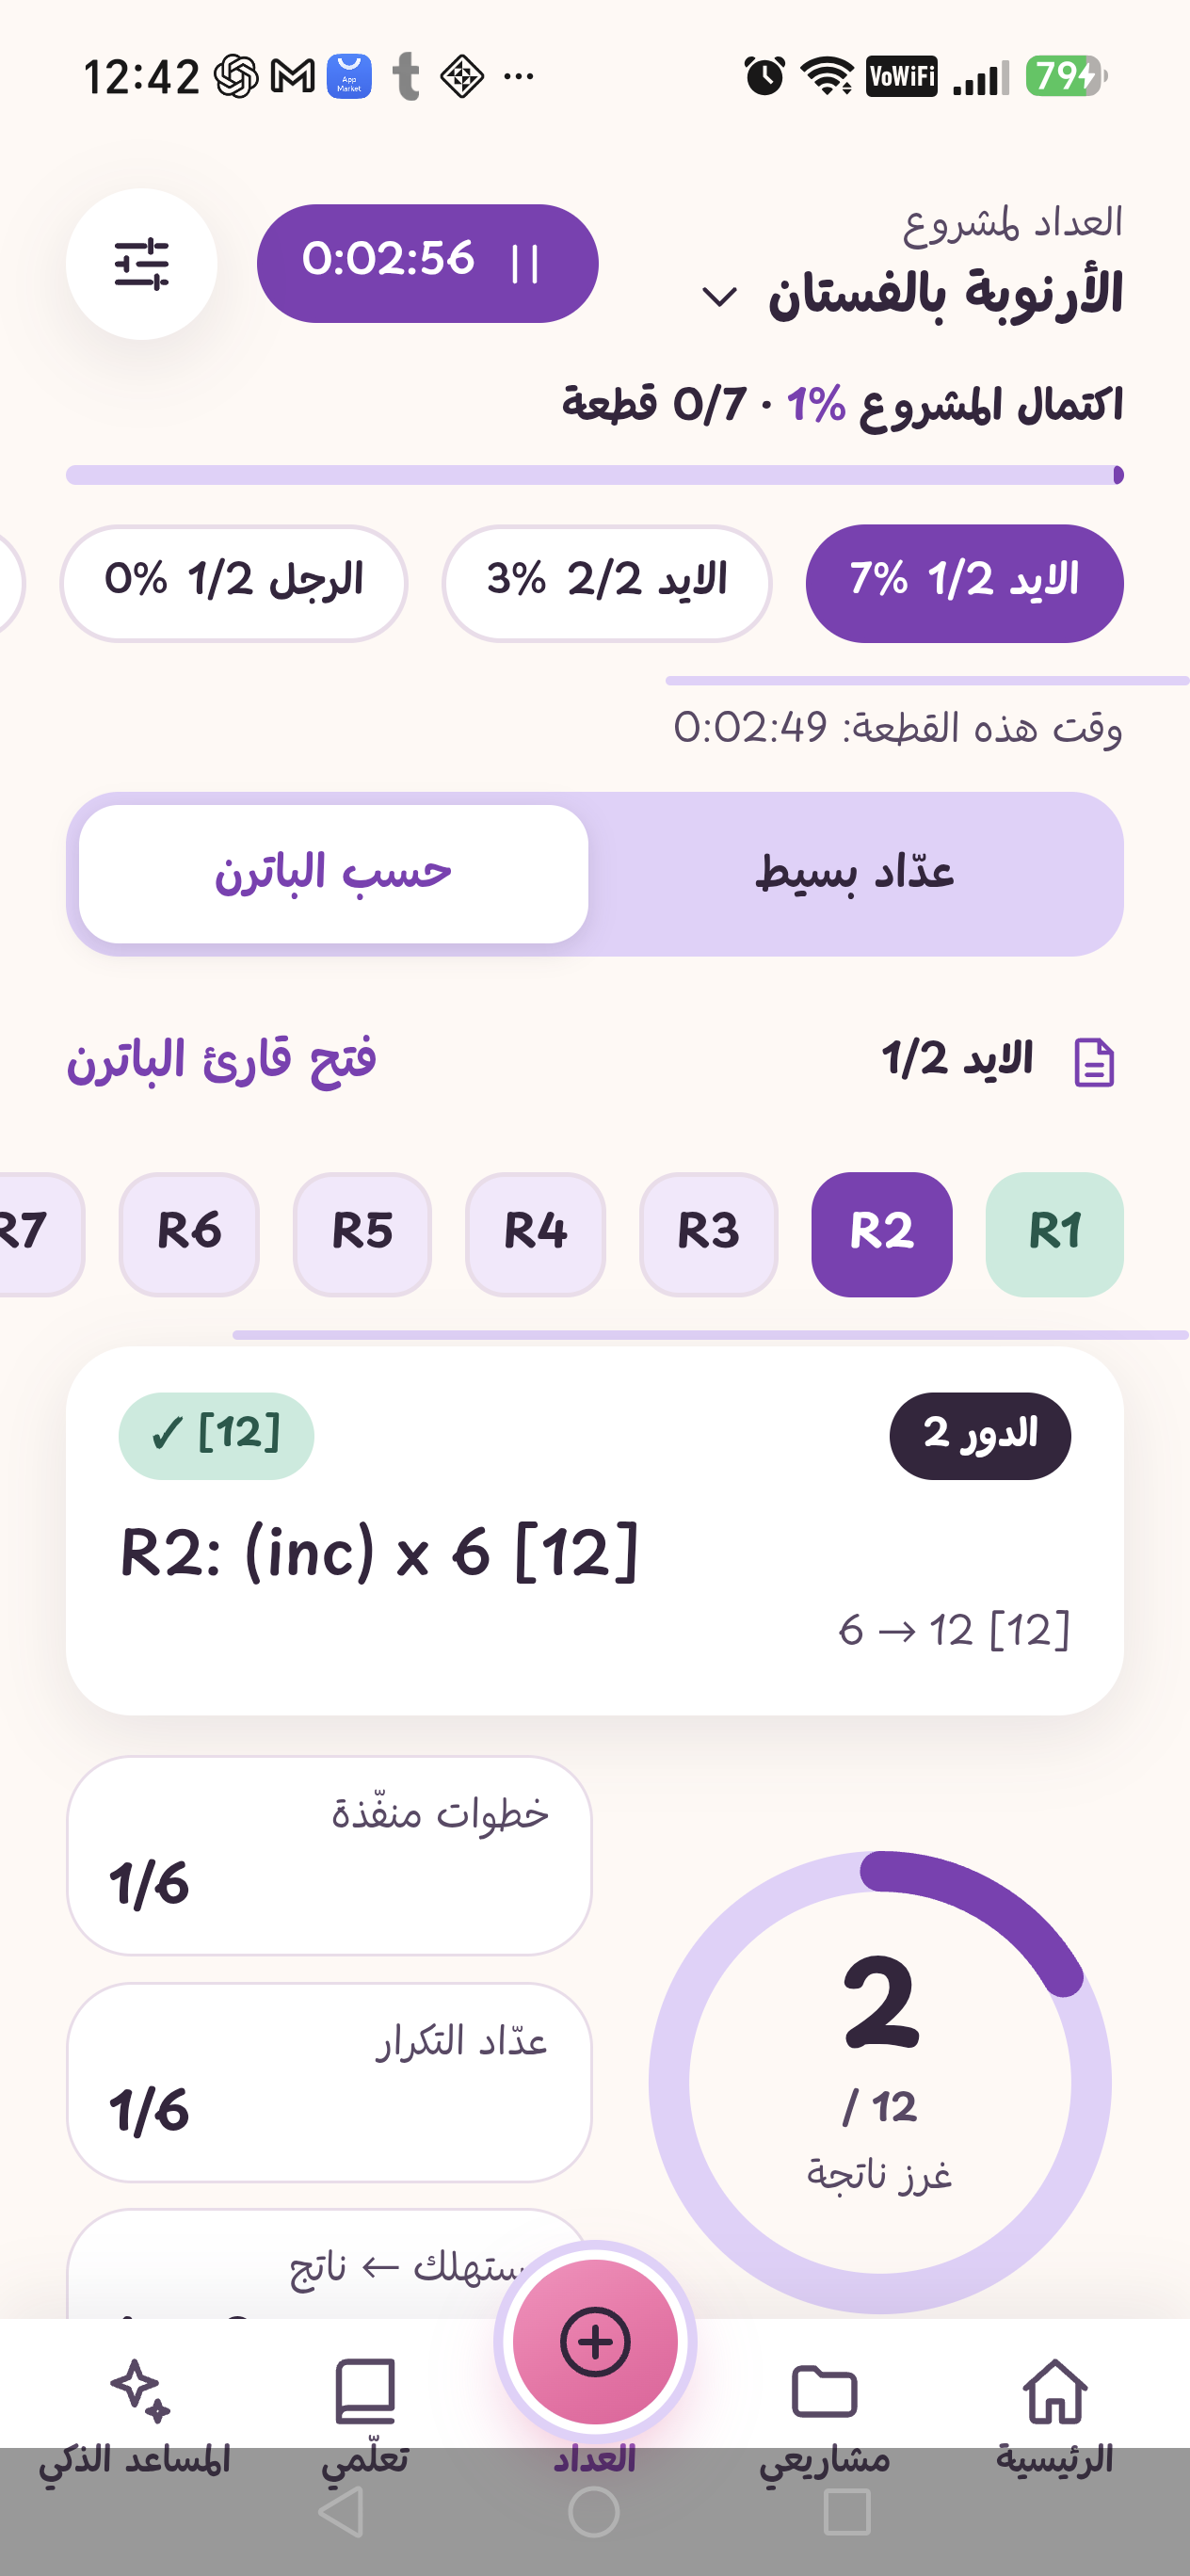 12:42
App Market
t
...
VoWiFi
79
العداد لمشروع
الأرنوبة بالفستان
0:02:56
اكتمال المشروع 1% · 0/7 قطعة
الايد 1/2 7%
الايد 2/2 3%
الرجل 1/2 0%
وقت هذه القطعة: 0:02:49
عدّاد بسيط
حسب الباترن
الايد 1/2
فتح قارئ الباترن
R1
R2
R3
R4
R5
R6
R7
الدور 2
[12] ✓
R2: (inc) x 6 [12]
6 → 12 [12]
2
/ 12
غرز ناتجة
خطوات منفّذة
1/6
عدّاد التكرار
1/6
ستهلك ← ناتج
الرئيسية
مشاريعي
العداد
تعلّمي
المساعد الذكي